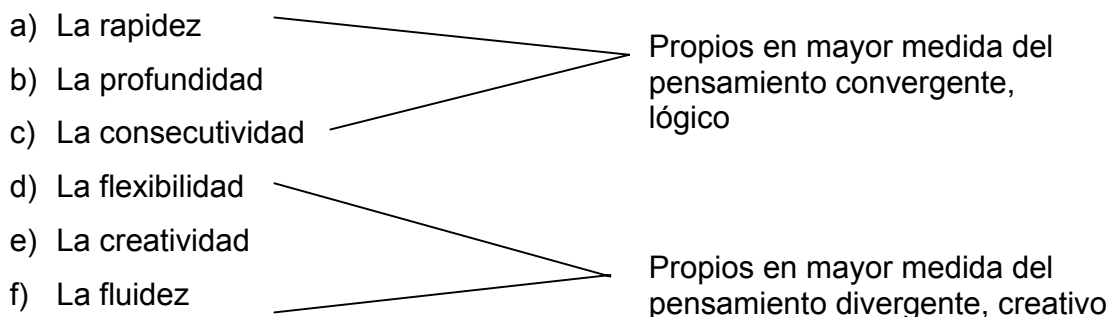 a) La rapidez
b) La profundidad
c) La consecutividad
d) La flexibilidad
e) La creatividad
f) La fluidez
Propios en mayor medida del
pensamiento convergente,
lógico
Propios en mayor medida del
pensamiento divergente, creativo